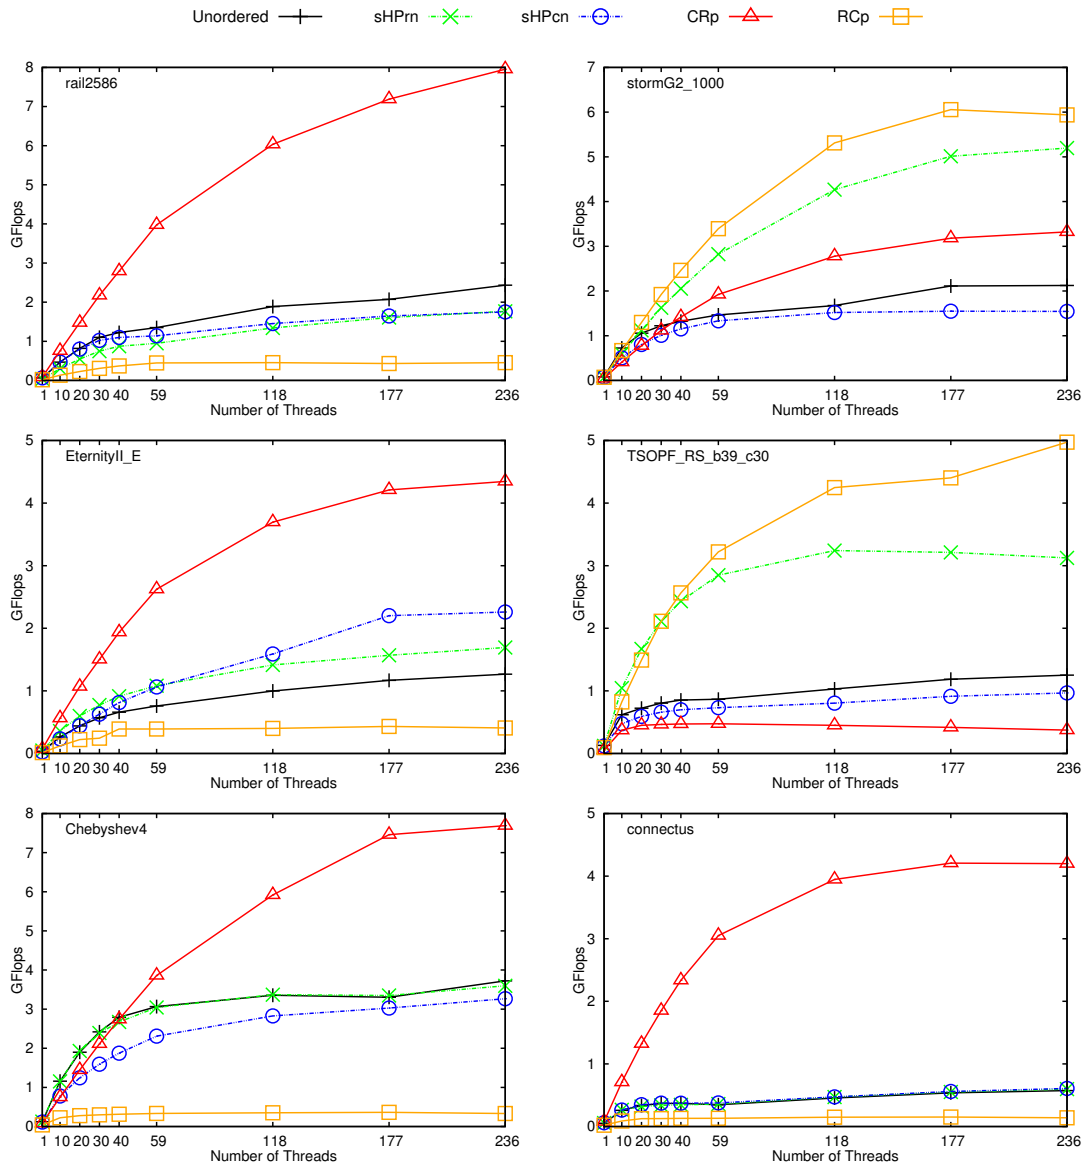 Unordered sHPrn sHPcn CRp RCp
rail2586
GFlops
0 1 2 3 4 5 6 7 8
1 10 20 30 40 59 118 177 236
Number of Threads
stormG2_1000
GFlops
0 1 2 3 4 5 6 7
1 10 20 30 40 59 118 177 236
Number of Threads
EternityII_E
GFlops
0 1 2 3 4 5
1 10 20 30 40 59 118 177 236
Number of Threads
TSOPF_RS_b39_c30
GFlops
0 1 2 3 4 5
1 10 20 30 40 59 118 177 236
Number of Threads
Chebyshev4
GFlops
0 1 2 3 4 5 6 7 8
1 10 20 30 40 59 118 177 236
Number of Threads
connectus
GFlops
0 1 2 3 4 5
1 10 20 30 40 59 118 177 236
Number of Threads